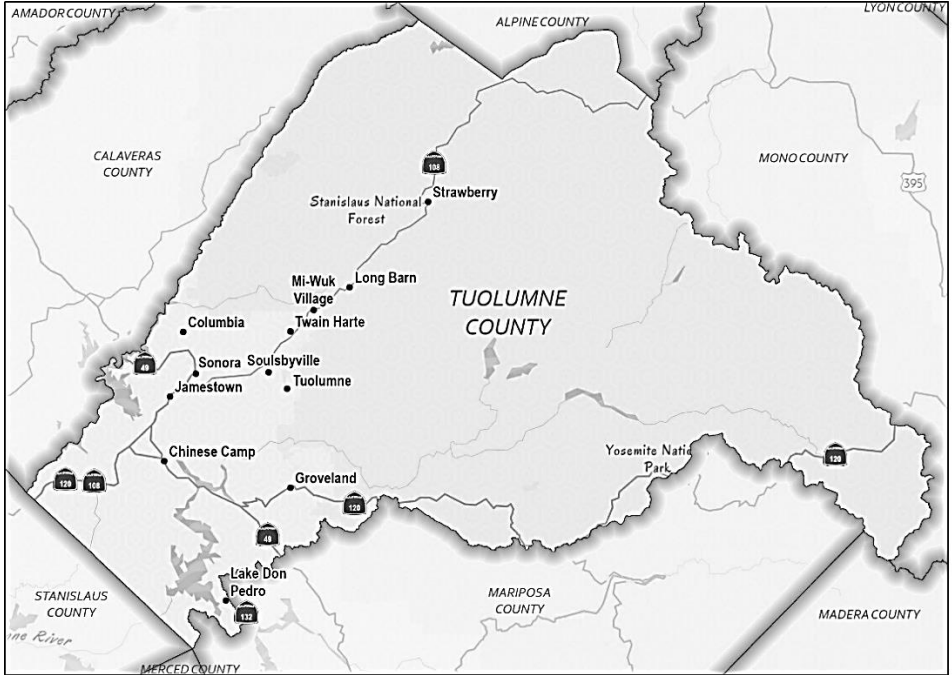 AMADOR COUNTY
ALPINE COUNTY
LYON COUNTY
CALAVERAS
COUNTY
MONO COUNTY
108
395
Strawberry
Stanislaus National
Forest
Mi-Wuk
Village
Long Barn
TUOLUMNE
COUNTY
Columbia
Twain Harte
49
Sonora
Soulsbyville
Jamestown
Tuolumne
Chinese Camp
Yosemite Natio
Park
120
120
108
Groveland
120
49
Lake Don
Pedro
132
STANISLAUS
COUNTY
MARIPOSA
COUNTY
MADERA COUNTY
ne River
MERCED COUNTY